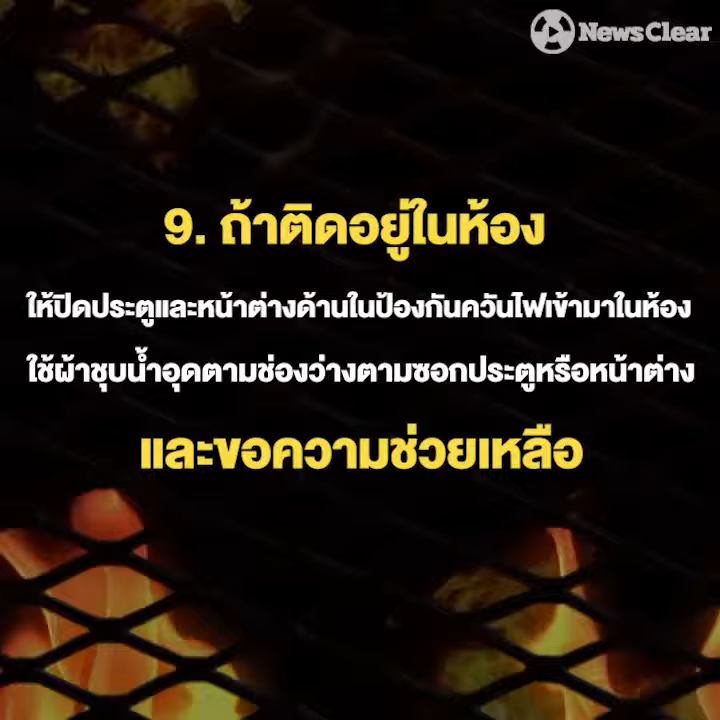 NewsClear
9. ถ้าติดอยู่ในห้อง
ให้ปิดประตูและหน้าต่างด้านในป้องกันควันไฟเข้ามาในห้อง
ใช้ผ้าชุบน้ำอุดตามช่องว่างตามซอกประตูหรือหน้าต่าง
และขอความช่วยเหลือ